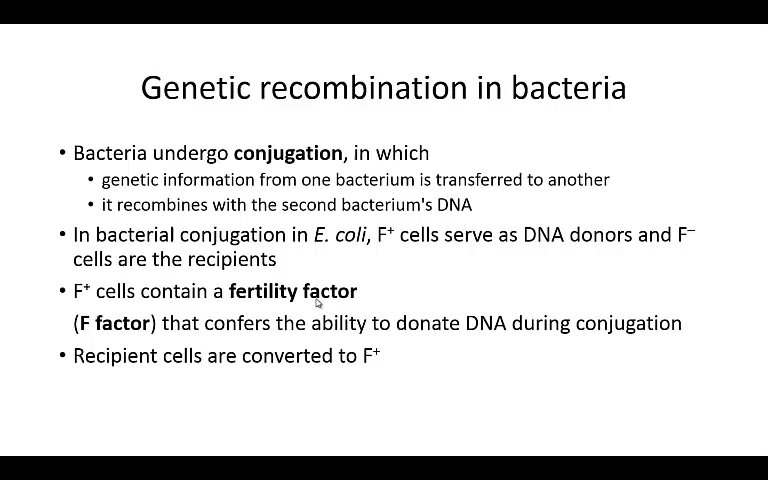 Genetic recombination in bacteria
• Bacteria undergo conjugation, in which
• genetic information from one bacterium is transferred to another
• it recombines with the second bacterium's DNA
• In bacterial conjugation in E. coli, F⁺ cells serve as DNA donors and F⁻
cells are the recipients
• F⁺ cells contain a fertility factor
(F factor) that confers the ability to donate DNA during conjugation
• Recipient cells are converted to F⁺